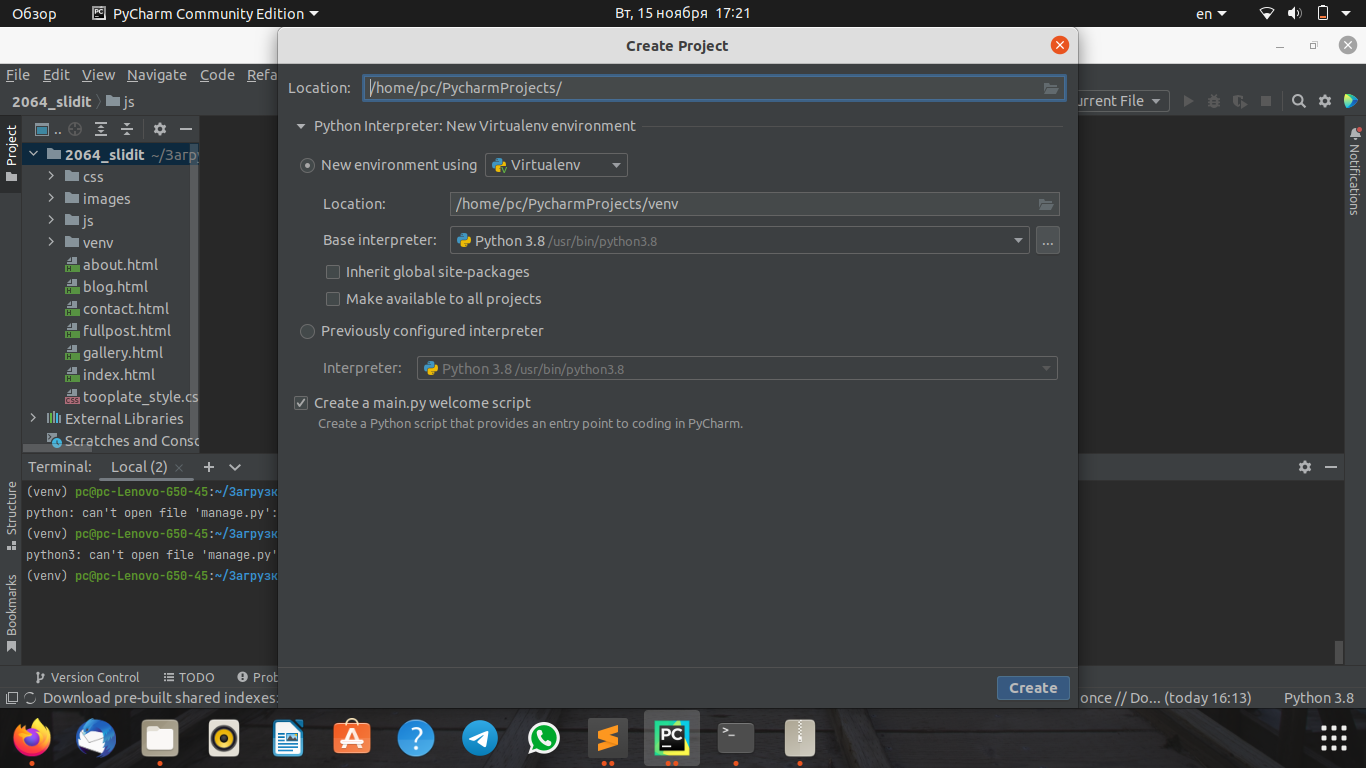 Обзор PyCharm Community Edition Вт, 15 ноября 17:21 en
Create Project
File Edit View Navigate Code Refa
Location: /home/pc/PycharmProjects/
2064_slidit js urrent File
Python Interpreter: New Virtualenv environment
Project
2064_slidit ~/Загру
New environment using Virtualenv
css
images
Location: /home/pc/PycharmProjects/venv
js
venv
Base interpreter: Python 3.8 /usr/bin/python3.8 ...
about.html
Inherit global site-packages
blog.html
Make available to all projects
contact.html
fullpost.html
Previously configured interpreter
gallery.html
index.html
Interpreter: Python 3.8 /usr/bin/python3.8
tooplate_style.cs
Create a main.py welcome script
External Libraries
Create a Python script that provides an entry point to coding in PyCharm.
Scratches and Consc
Notifications
Terminal: Local (2)
(venv) pc@pc-Lenovo-G50-45:~/Загрузк
python: can't open file 'manage.py':
(venv) pc@pc-Lenovo-G50-45:~/Загрузк
python3: can't open file 'manage.py'
(venv) pc@pc-Lenovo-G50-45:~/Загрузк
Structure
Bookmarks
Create
Version Control TODO Prob
Download pre-built shared indexes: once // Do... (today 16:13) Python 3.8
PC